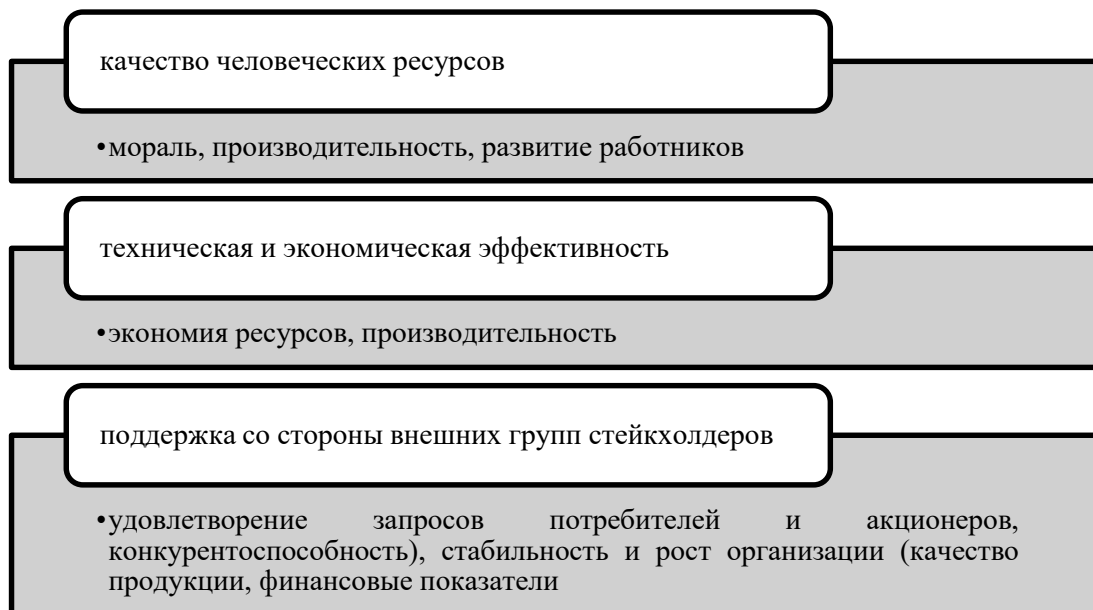 качество человеческих ресурсов
•мораль, производительность, развитие работников
техническая и экономическая эффективность
•экономия ресурсов, производительность
поддержка со стороны внешних групп стейкхолдеров
•удовлетворение запросов потребителей и акционеров,
конкурентоспособность), стабильность и рост организации (качество
продукции, финансовые показатели